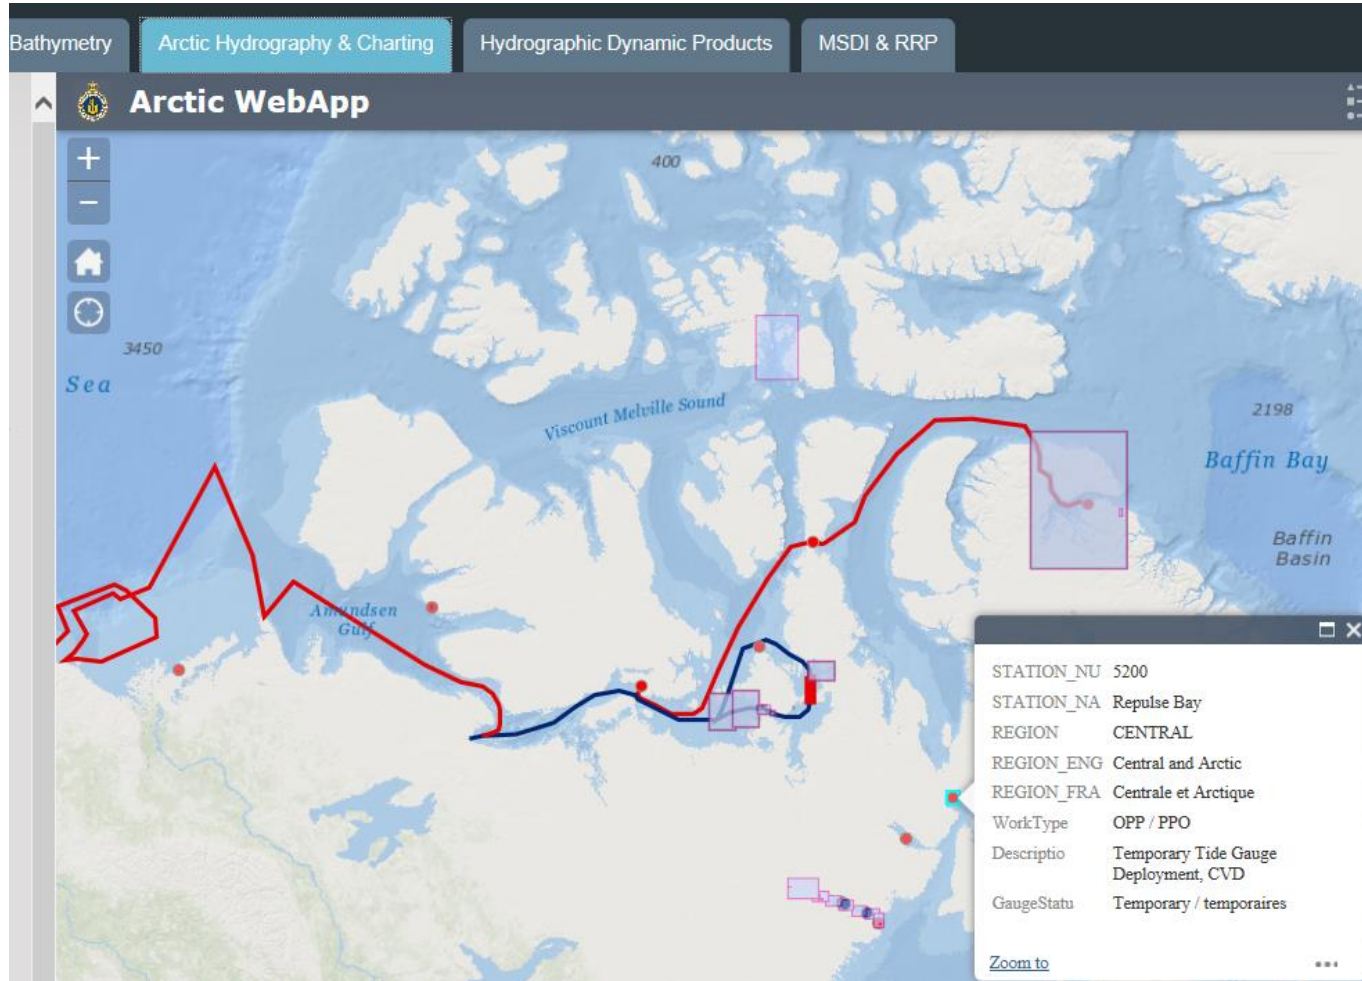 Bathymetry
Arctic Hydrography & Charting
Hydrographic Dynamic Products
MSDI & RRP
Arctic WebApp
+
−
400
3450
Sea
Viscount Melville Sound
2198
Baffin Bay
Baffin
Basin
Amundsen
Gulf
STATION_NU 5200
STATION_NA Repulse Bay
REGION CENTRAL
REGION_ENG Central and Arctic
REGION_FRA Centrale et Arctique
WorkType OPP / PPO
Descriptio Temporary Tide Gauge
Deployment, CVD
GaugeStatu Temporary / temporaires
Zoom to